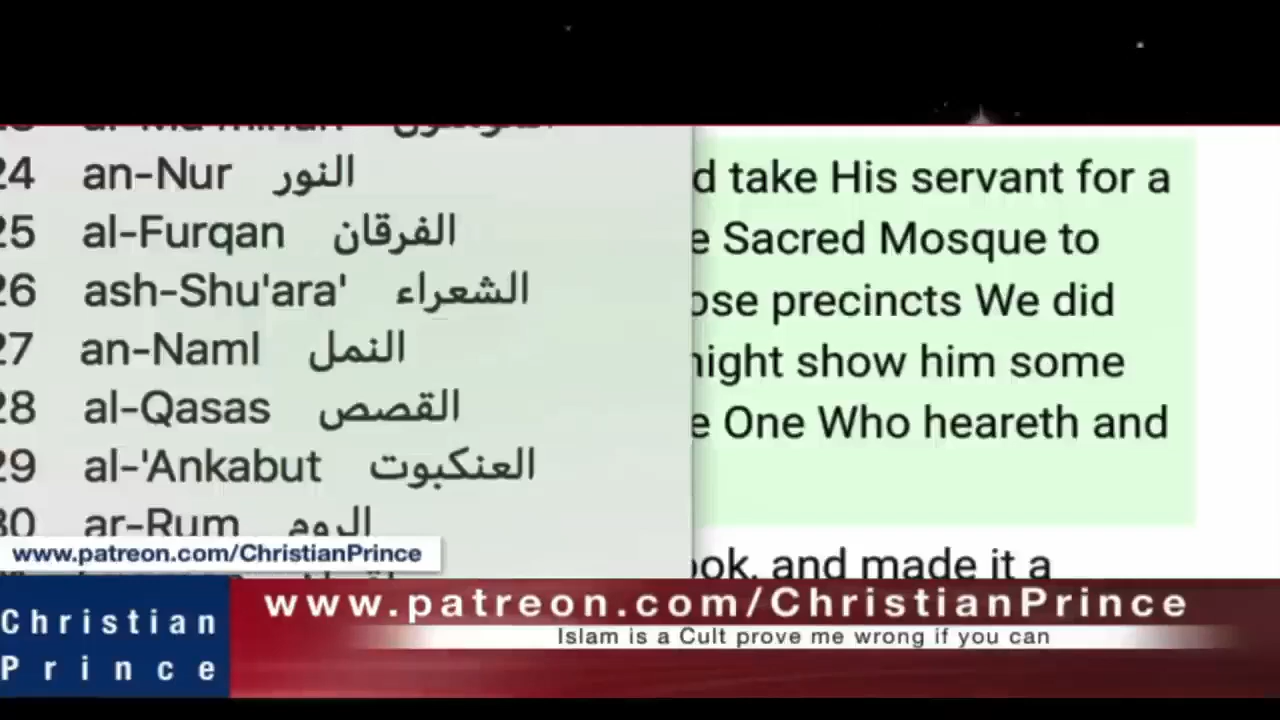 24 an-Nur النور
25 al-Furqan الفرقان
26 ash-Shu'ara' الشعراء
27 an-Naml النمل
28 al-Qasas القصص
29 al-'Ankabut العنكبوت
30 ar-Rum الروم
d take His servant for a
e Sacred Mosque to
ose precincts We did
night show him some
e One Who heareth and
ook, and made it a
www.patreon.com/ChristianPrince
Christian
Prince
www.patreon.com/ChristianPrince
Islam is a Cult prove me wrong if you can